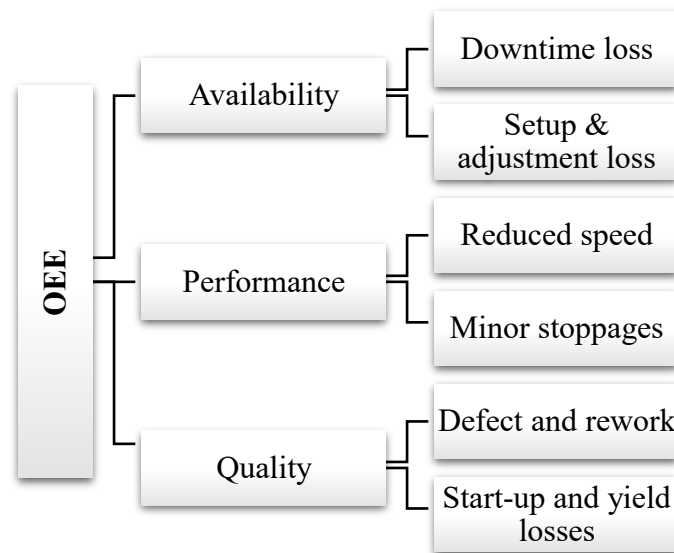 OEE
Availability
Downtime loss
Setup &
adjustment loss
Performance
Reduced speed
Minor stoppages
Quality
Defect and rework
Start-up and yield
losses